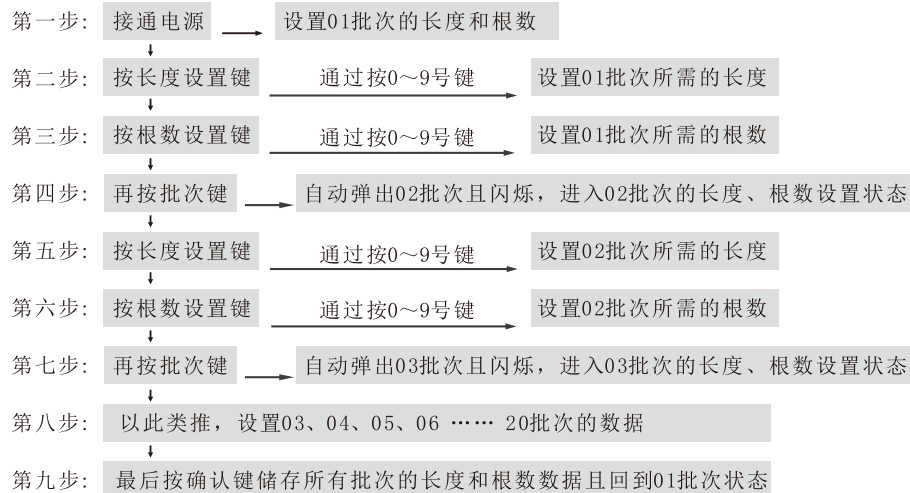 第一步: 接通电源 设置01批次的长度和根数
第二步: 按长度设置键 通过按0～9号键 设置01批次所需的长度
第三步: 按根数设置键 通过按0～9号键 设置01批次所需的根数
第四步: 再按批次键 自动弹出02批次且闪烁，进入02批次的长度、根数设置状态
第五步: 按长度设置键 通过按0～9号键 设置02批次所需的长度
第六步: 按根数设置键 通过按0～9号键 设置02批次所需的根数
第七步: 再按批次键 自动弹出03批次且闪烁，进入03批次的长度、根数设置状态
第八步: 以此类推，设置03、04、05、06 …… 20批次的数据
第九步: 最后按确认键储存所有批次的长度和根数数据且回到01批次状态